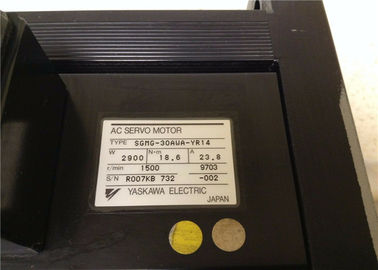 AC SERVO MOTOR
TYPE SGMG-30AWA-YR14
W N·m A
2900 18.6 23.8
r/min 1500 9703
S/N R007KB 732 -002
YASKAWA ELECTRIC
JAPAN